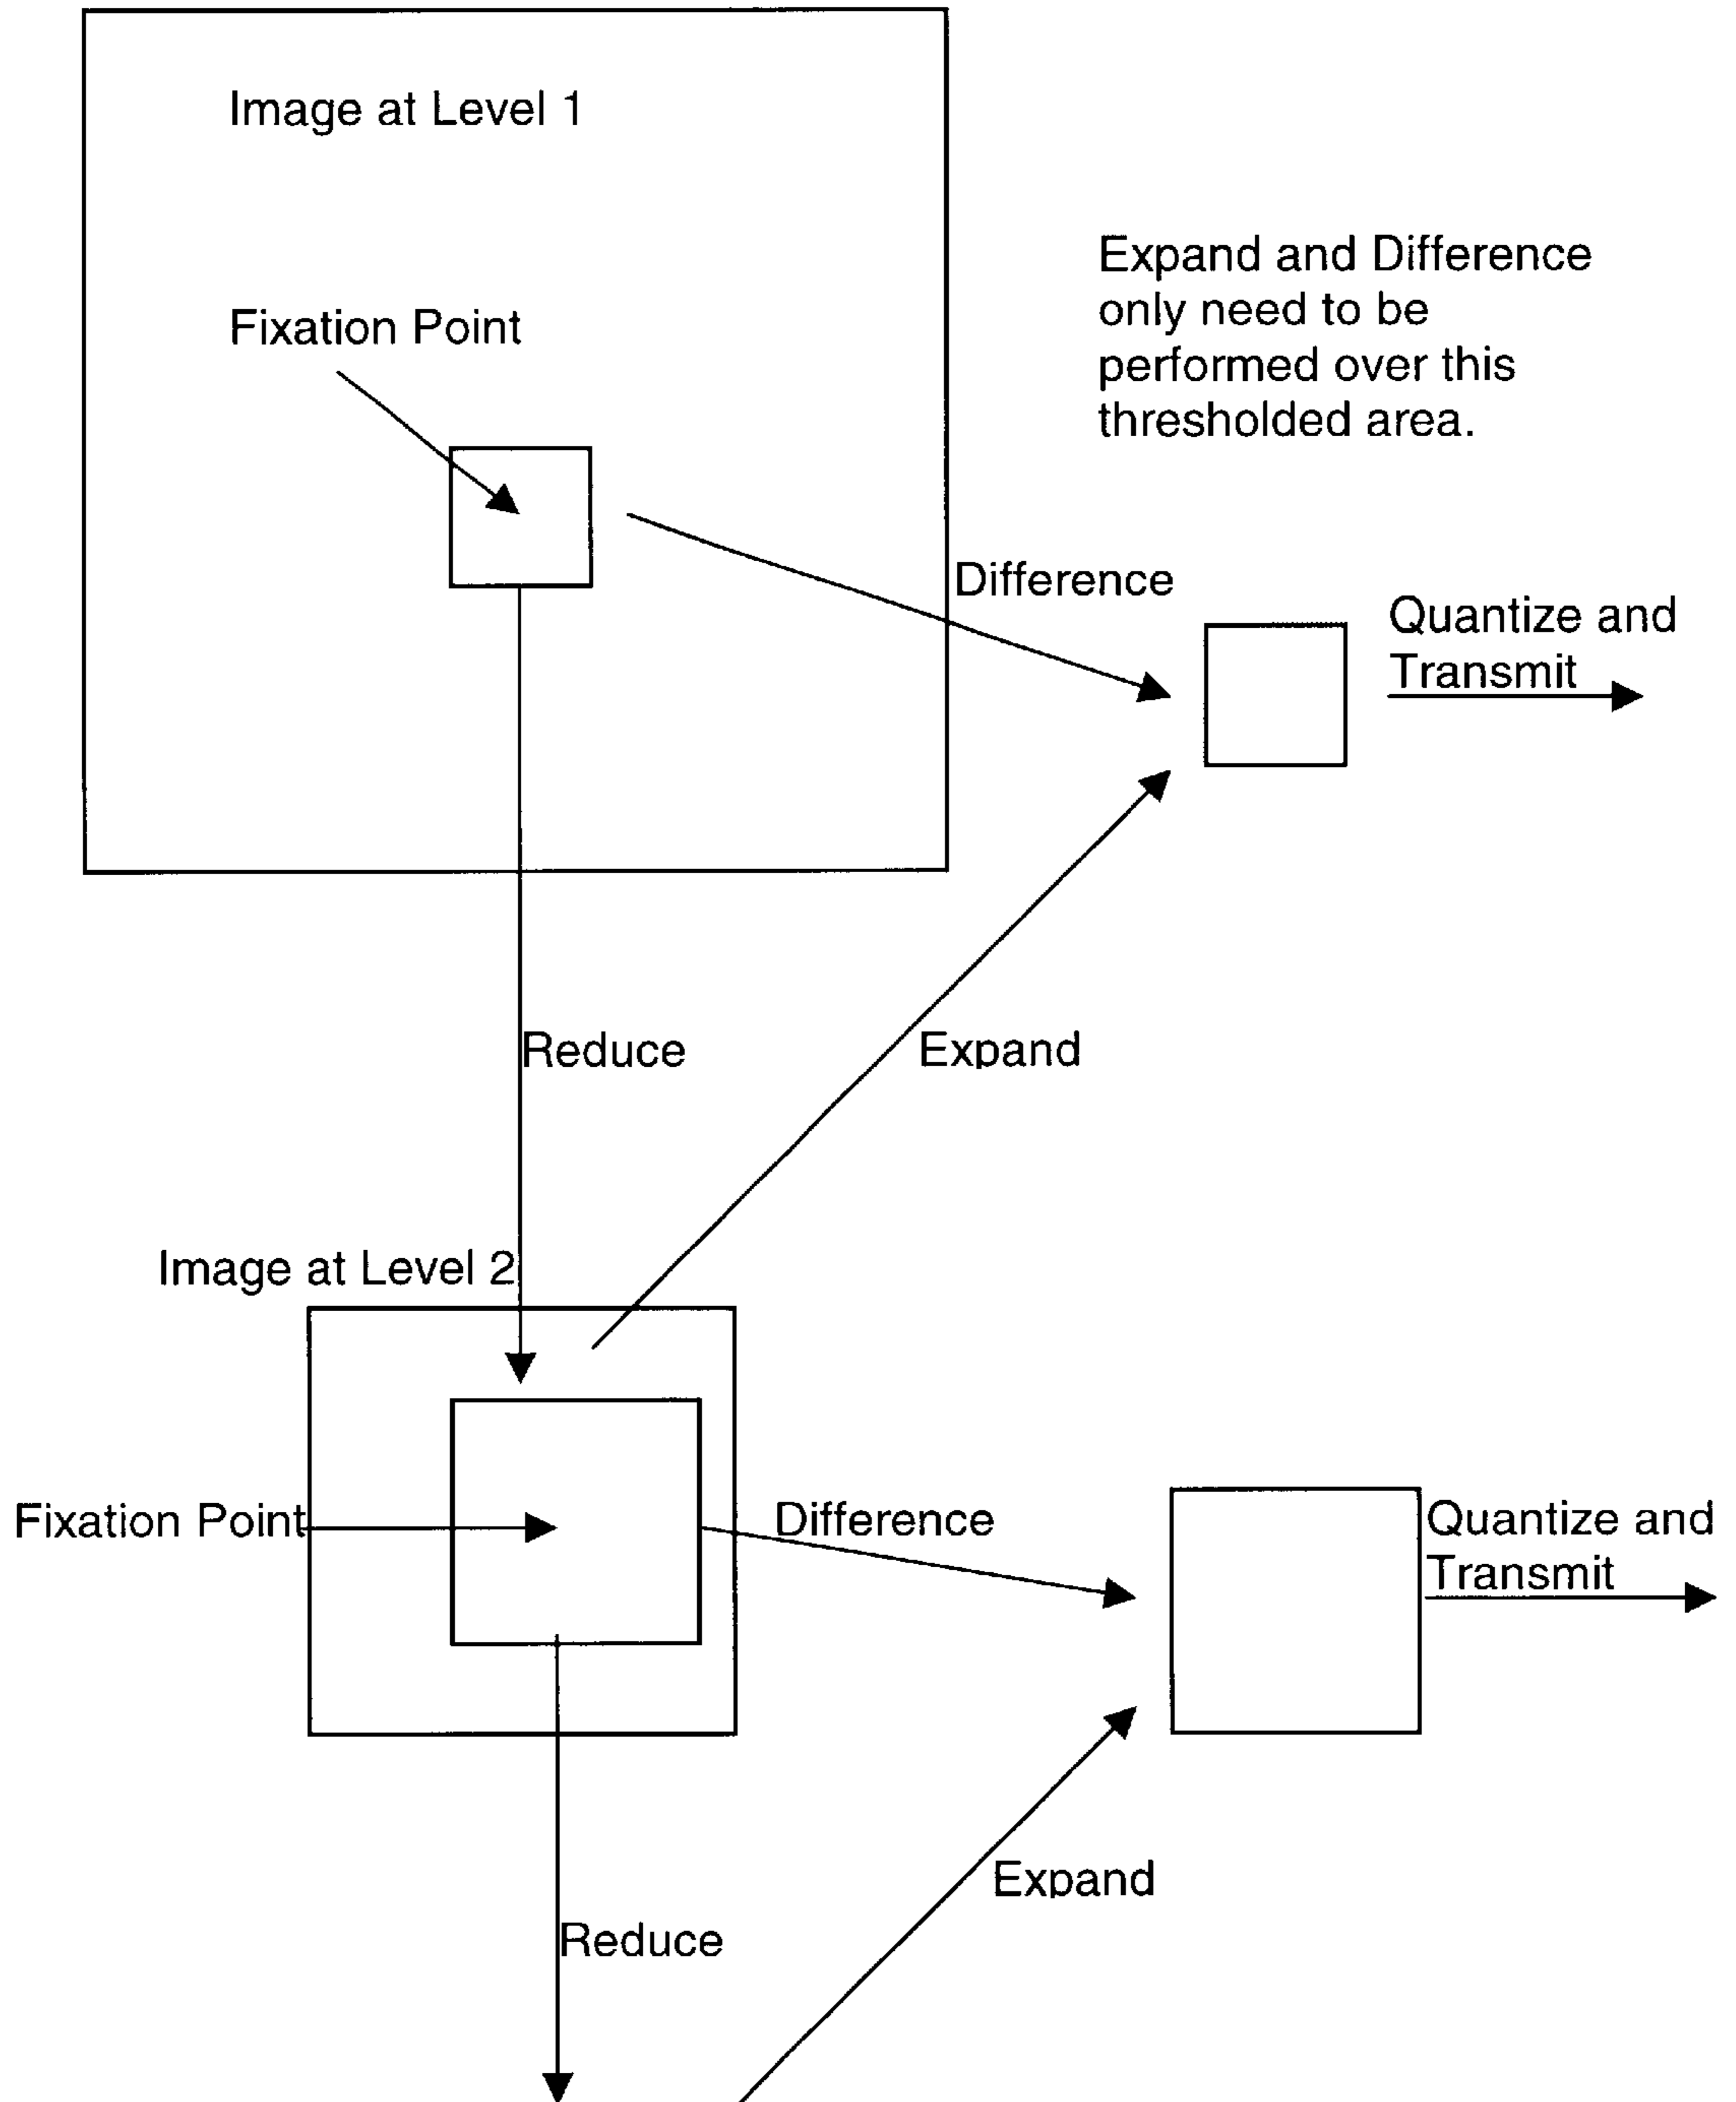 Image at Level 1
Expand and Difference
only need to be
performed over this
thresholded area.
Fixation Point
Difference
Quantize and
Transmit
Reduce
Expand
Image at Level 2
Fixation Point
Difference
Quantize and
Transmit
Expand
Reduce